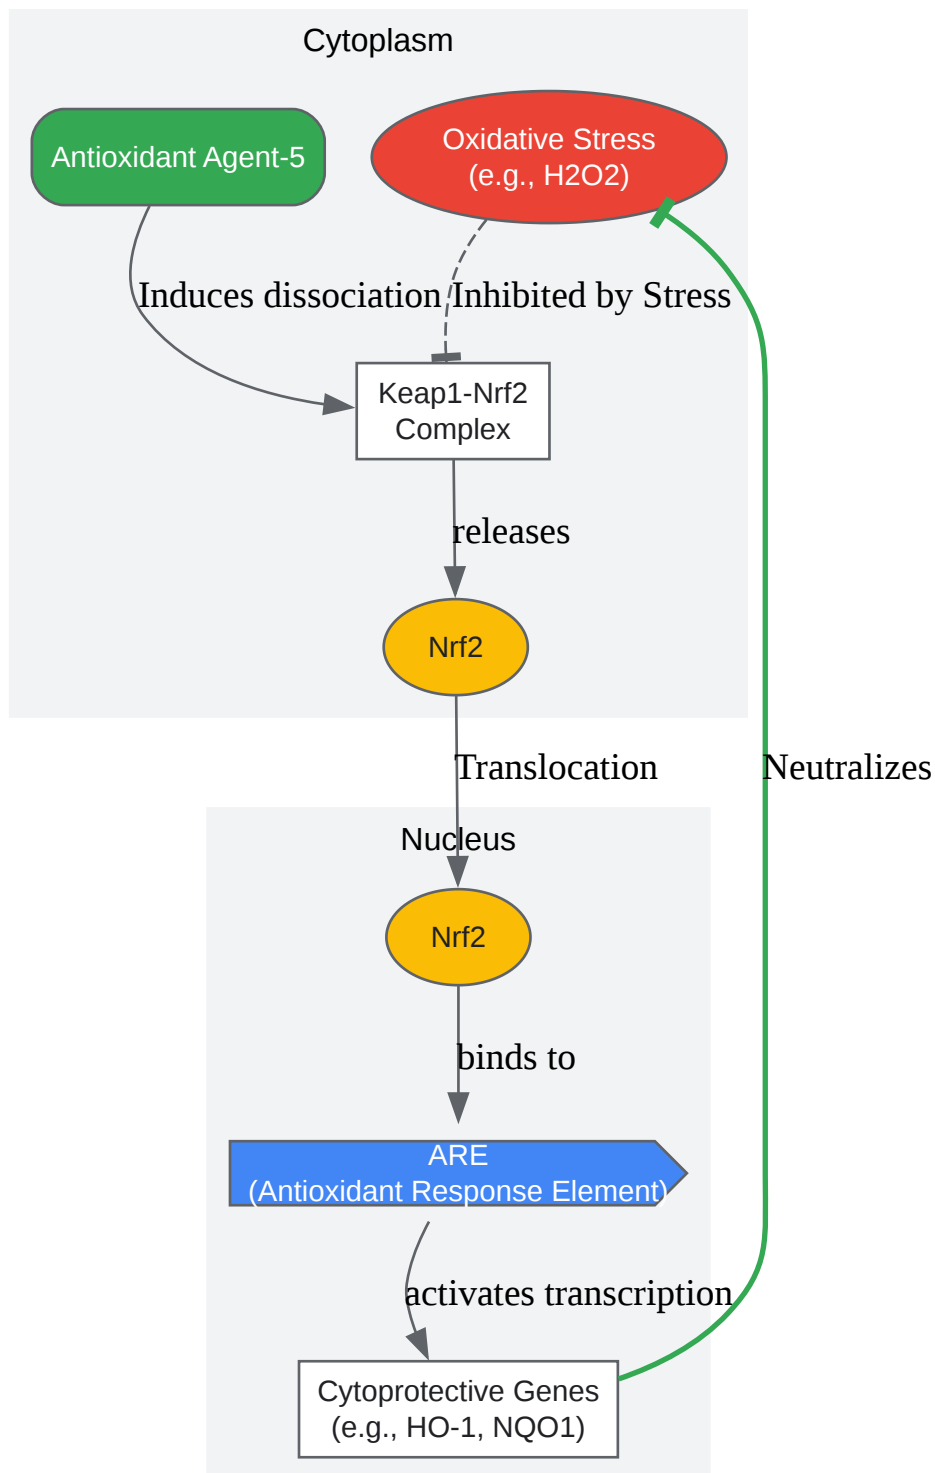 Cytoplasm
Antioxidant Agent-5
Oxidative Stress
(e.g., H2O2)
Induces dissociation
Inhibited by Stress
Keap1-Nrf2
Complex
releases
Nrf2
Translocation
Neutralizes
Nucleus
Nrf2
binds to
ARE
(Antioxidant Response Element)
activates transcription
Cytoprotective Genes
(e.g., HO-1, NQO1)